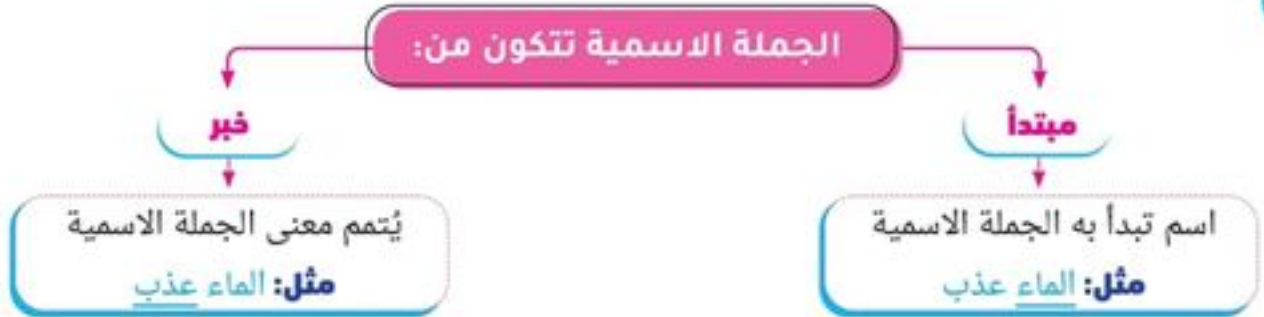 الجملة الاسمية تتكون من:
مبتدأ
خبر
اسم تبدأ به الجملة الاسمية
مثل: الماء عذب
يُتمم معنى الجملة الاسمية
مثل: الماء عذب